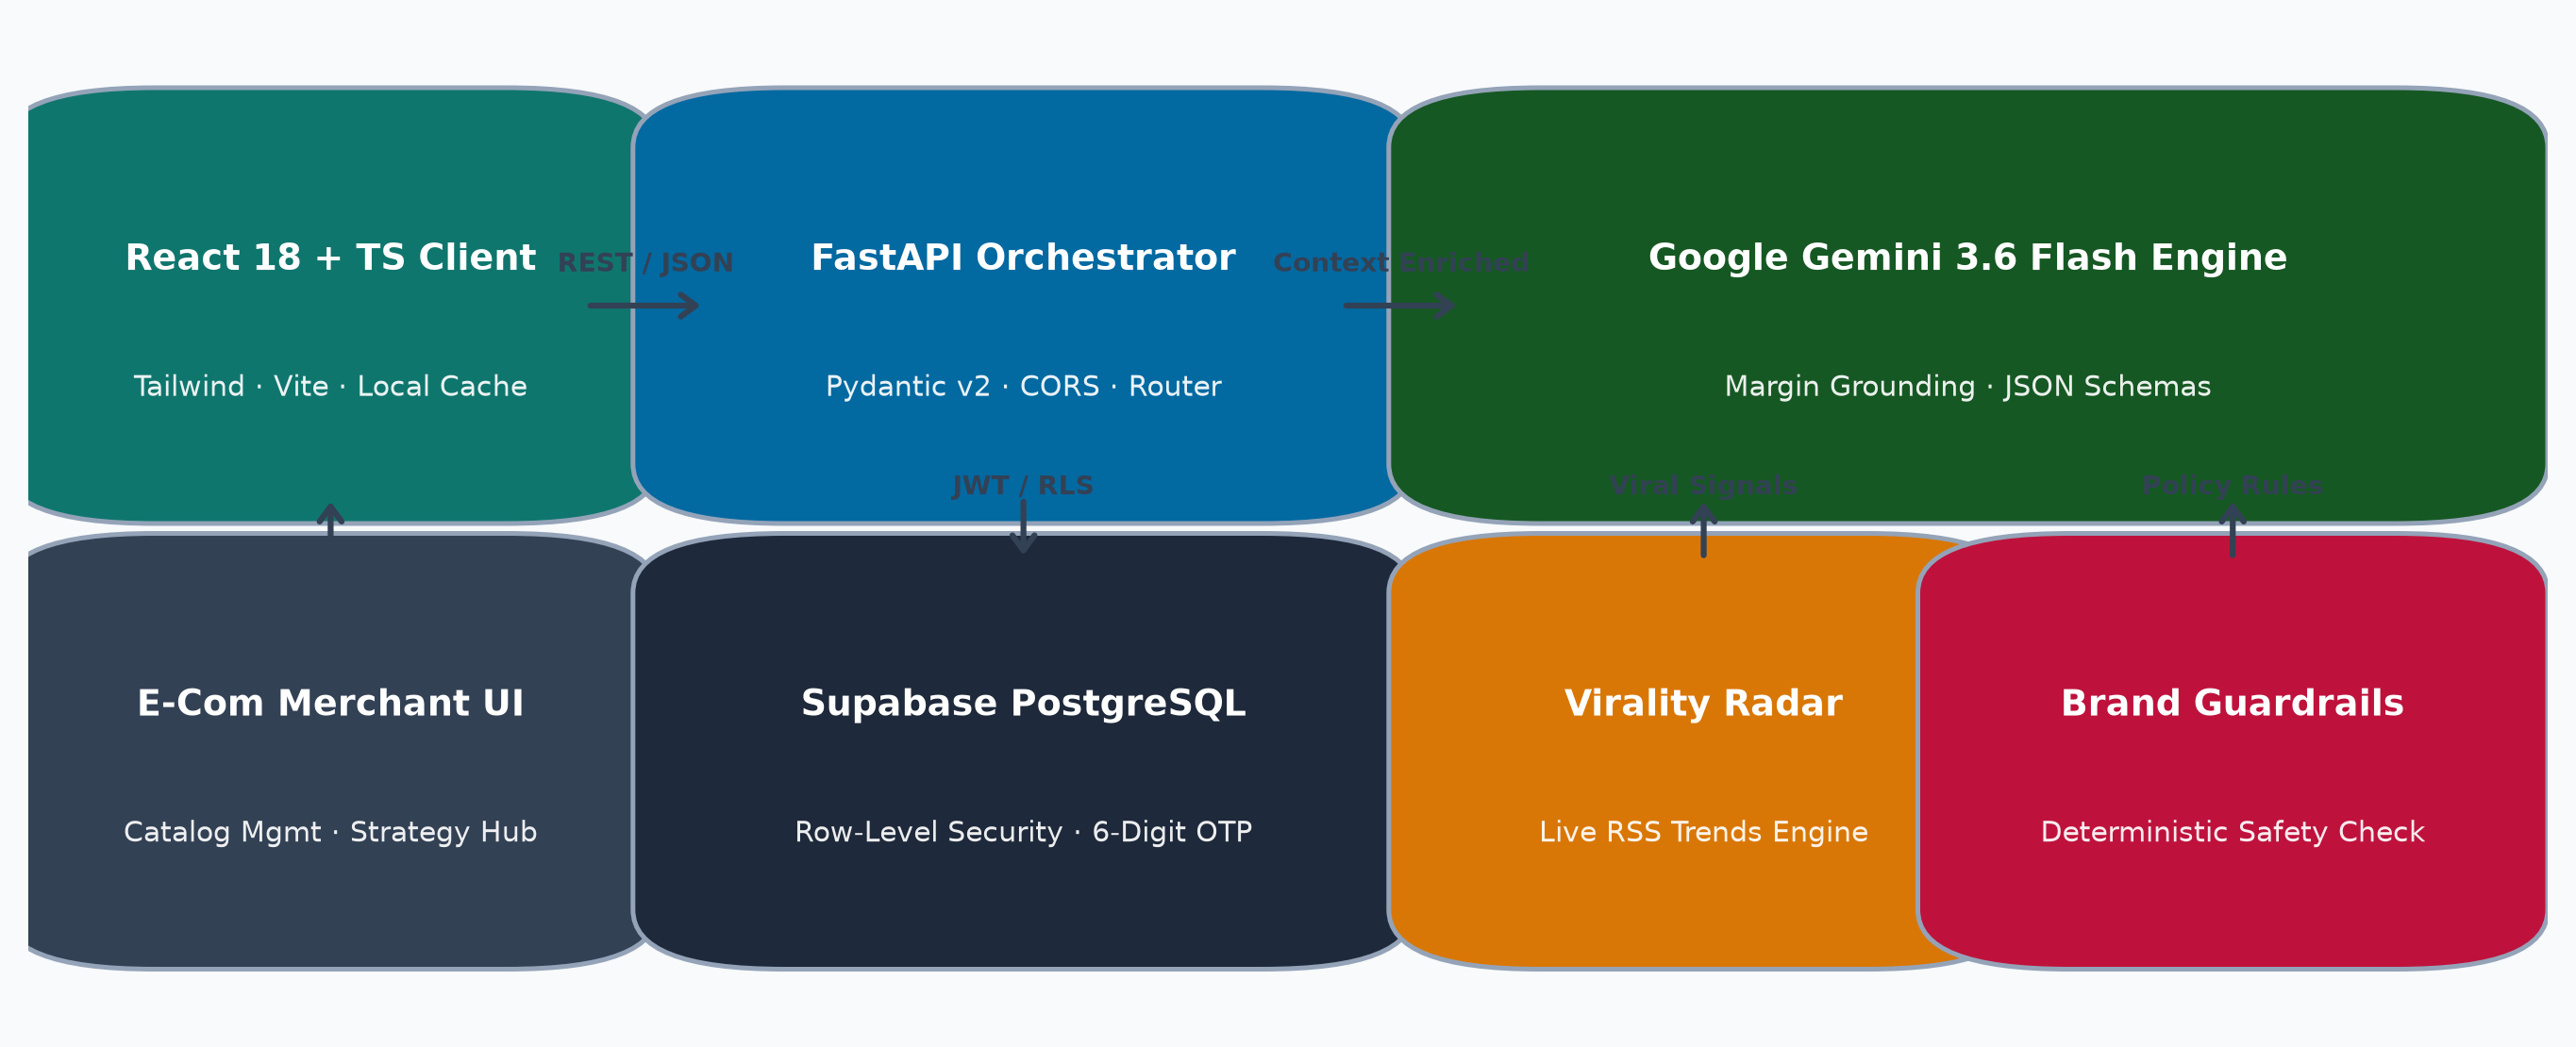 React 18 + TS Client
REST / JSON
FastAPI Orchestrator
Context Enriched
Google Gemini 3.6 Flash Engine
Tailwind · Vite · Local Cache
Pydantic v2 · CORS · Router
Margin Grounding · JSON Schemas
JWT / RLS
Viral Signals
Policy Rules
E-Com Merchant UI
Supabase PostgreSQL
Virality Radar
Brand Guardrails
Catalog Mgmt · Strategy Hub
Row-Level Security · 6-Digit OTP
Live RSS Trends Engine
Deterministic Safety Check